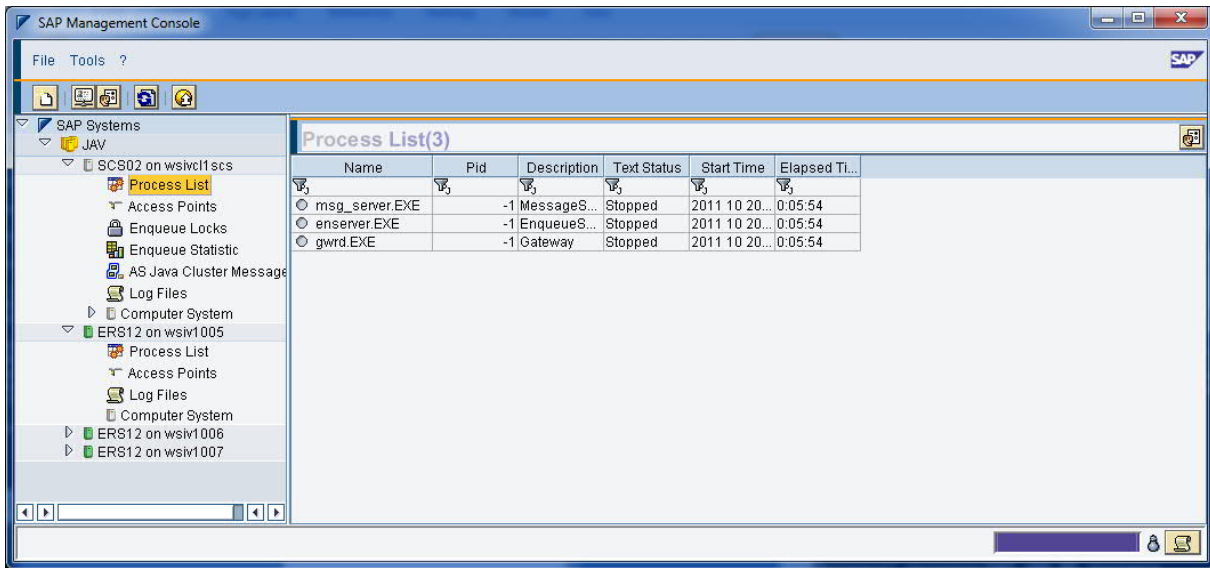 SAP Management Console
File Tools ?
SAP
SAP Systems
JAV
SCS02 on wsivcl1scs
Process List
Access Points
Enqueue Locks
Enqueue Statistic
AS Java Cluster Message
Log Files
Computer System
ERS12 on wsiv1005
Process List
Access Points
Log Files
Computer System
ERS12 on wsiv1006
ERS12 on wsiv1007
Process List(3)
Name Pid Description Text Status Start Time Elapsed Ti...
msg_server.EXE -1 MessageS... Stopped 2011 10 20... 0:05:54
enserver.EXE -1 EnqueueS... Stopped 2011 10 20... 0:05:54
gwrd.EXE -1 Gateway Stopped 2011 10 20... 0:05:54